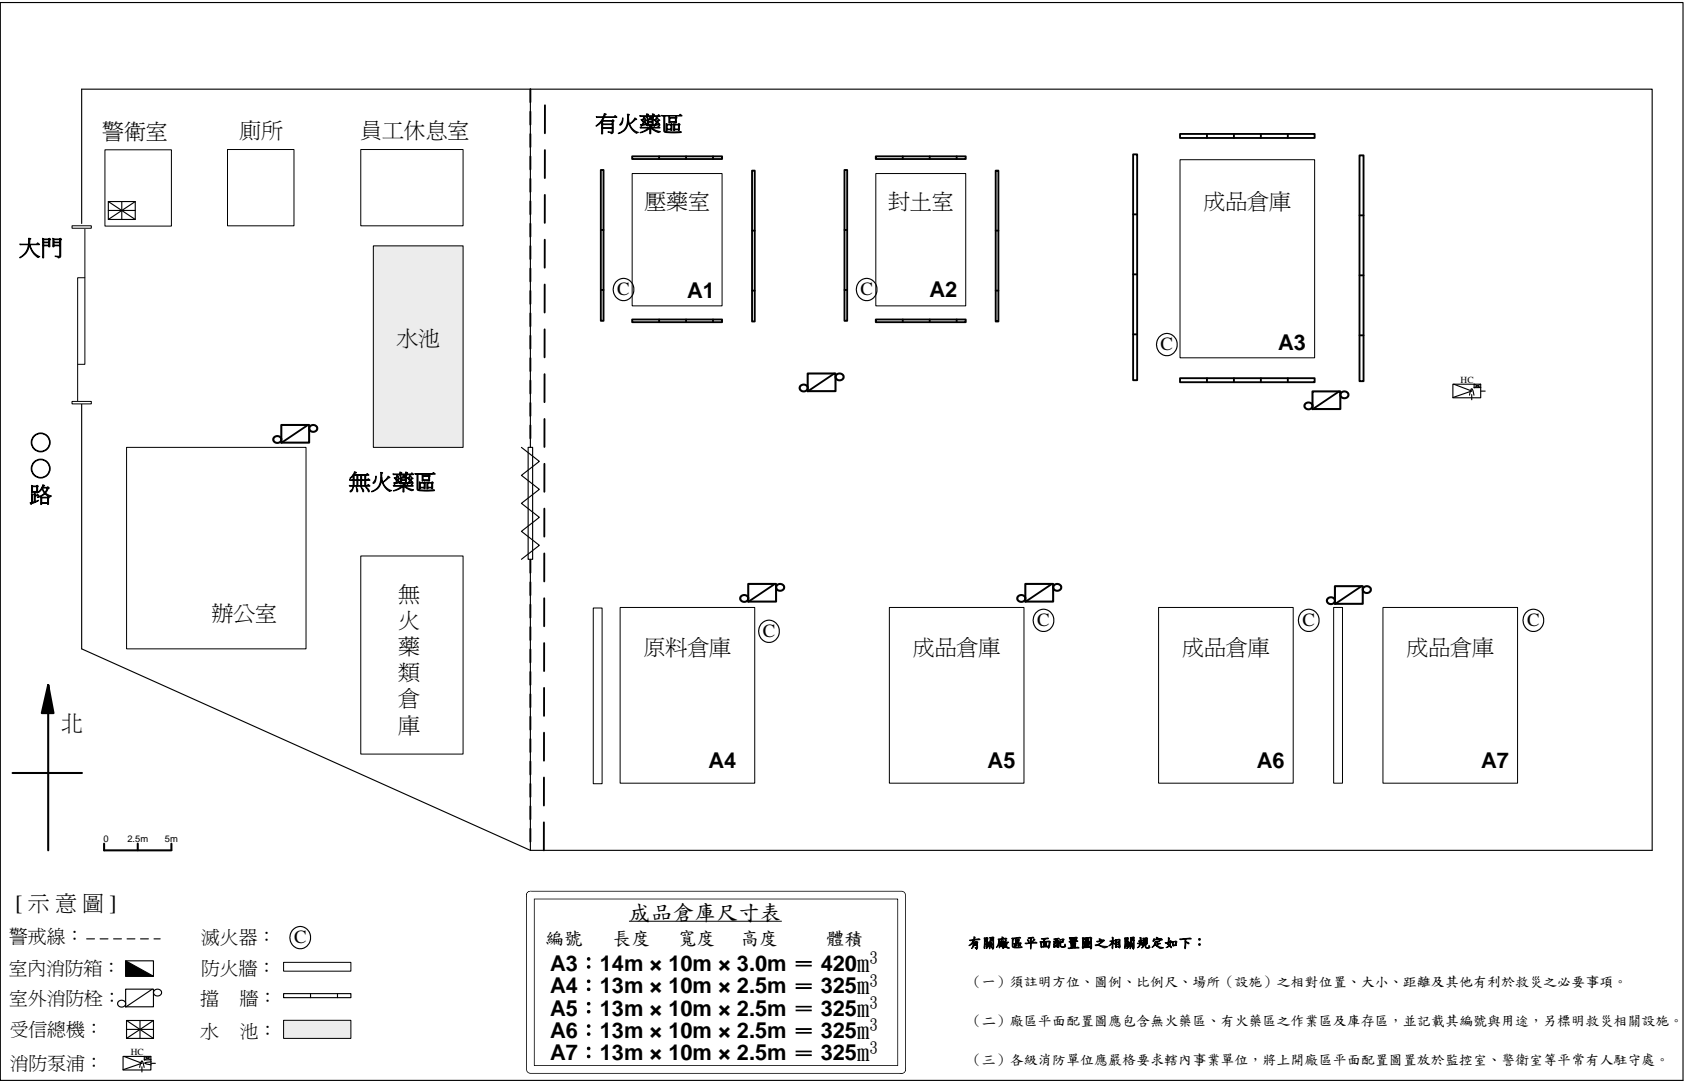 警衛室
廁所
員工休息室
有火藥區
大門
壓藥室
封土室
成品倉庫
C
A1
C
A2
C
A3
水池
HC
○○路
無火藥區
辦公室
無火藥類倉庫
原料倉庫
C
成品倉庫
C
成品倉庫
C
成品倉庫
C
A4
A5
A6
A7
北
0 2.5m 5m
[示意圖]
警戒線：------
滅火器： C
室內消防箱：
防火牆：
室外消防栓：
擋 牆：
受信總機：
水 池：
消防泵浦： HC
成品倉庫尺寸表
編號 長度 寬度 高度 體積
A3：14m × 10m × 3.0m ＝ 420m³
A4：13m × 10m × 2.5m ＝ 325m³
A5：13m × 10m × 2.5m ＝ 325m³
A6：13m × 10m × 2.5m ＝ 325m³
A7：13m × 10m × 2.5m ＝ 325m³
有關廠區平面配置圖之相關規定如下：
（一）須註明方位、圖例、比例尺、場所（設施）之相對位置、大小、距離及其他有利於救災之必要事項。
（二）廠區平面配置圖應包含無火藥區、有火藥區之作業區及庫存區，並記載其編號與用途，另標明救災相關設施。
（三）各級消防單位應嚴格要求轄內事業單位，將上開廠區平面配置圖置放於監控室、警衛室等平常有人駐守處。